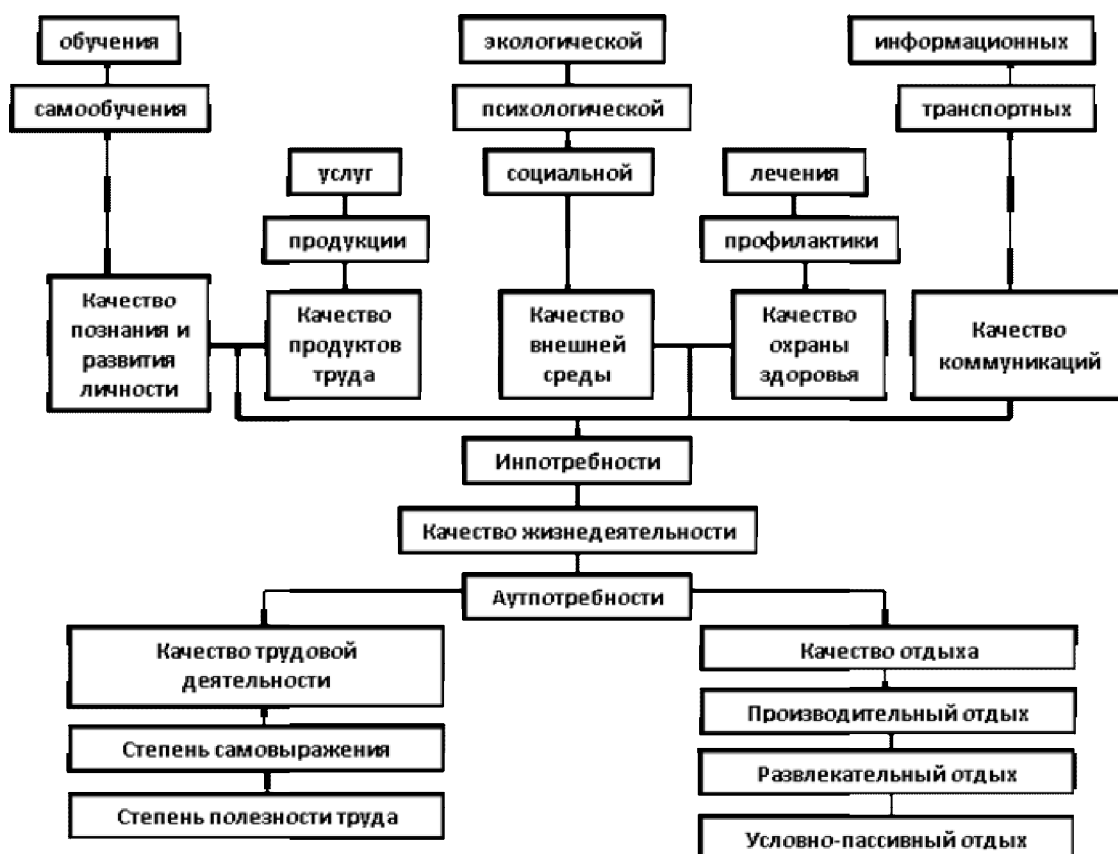 обучения
экологической
информационных
самообучения
психологической
транспортных
услуг
социальной
лечения
продукции
профилактики
Качество
познания и
развития
личности
Качество
продуктов
труда
Качество
внешней
среды
Качество
охраны
здоровья
Качество
коммуникаций
Инпотребности
Качество жизнедеятельности
Аутпотребности
Качество трудовой
деятельности
Качество отдыха
Степень самовыражения
Производительный отдых
Степень полезности труда
Развлекательный отдых
Условно-пассивный отдых